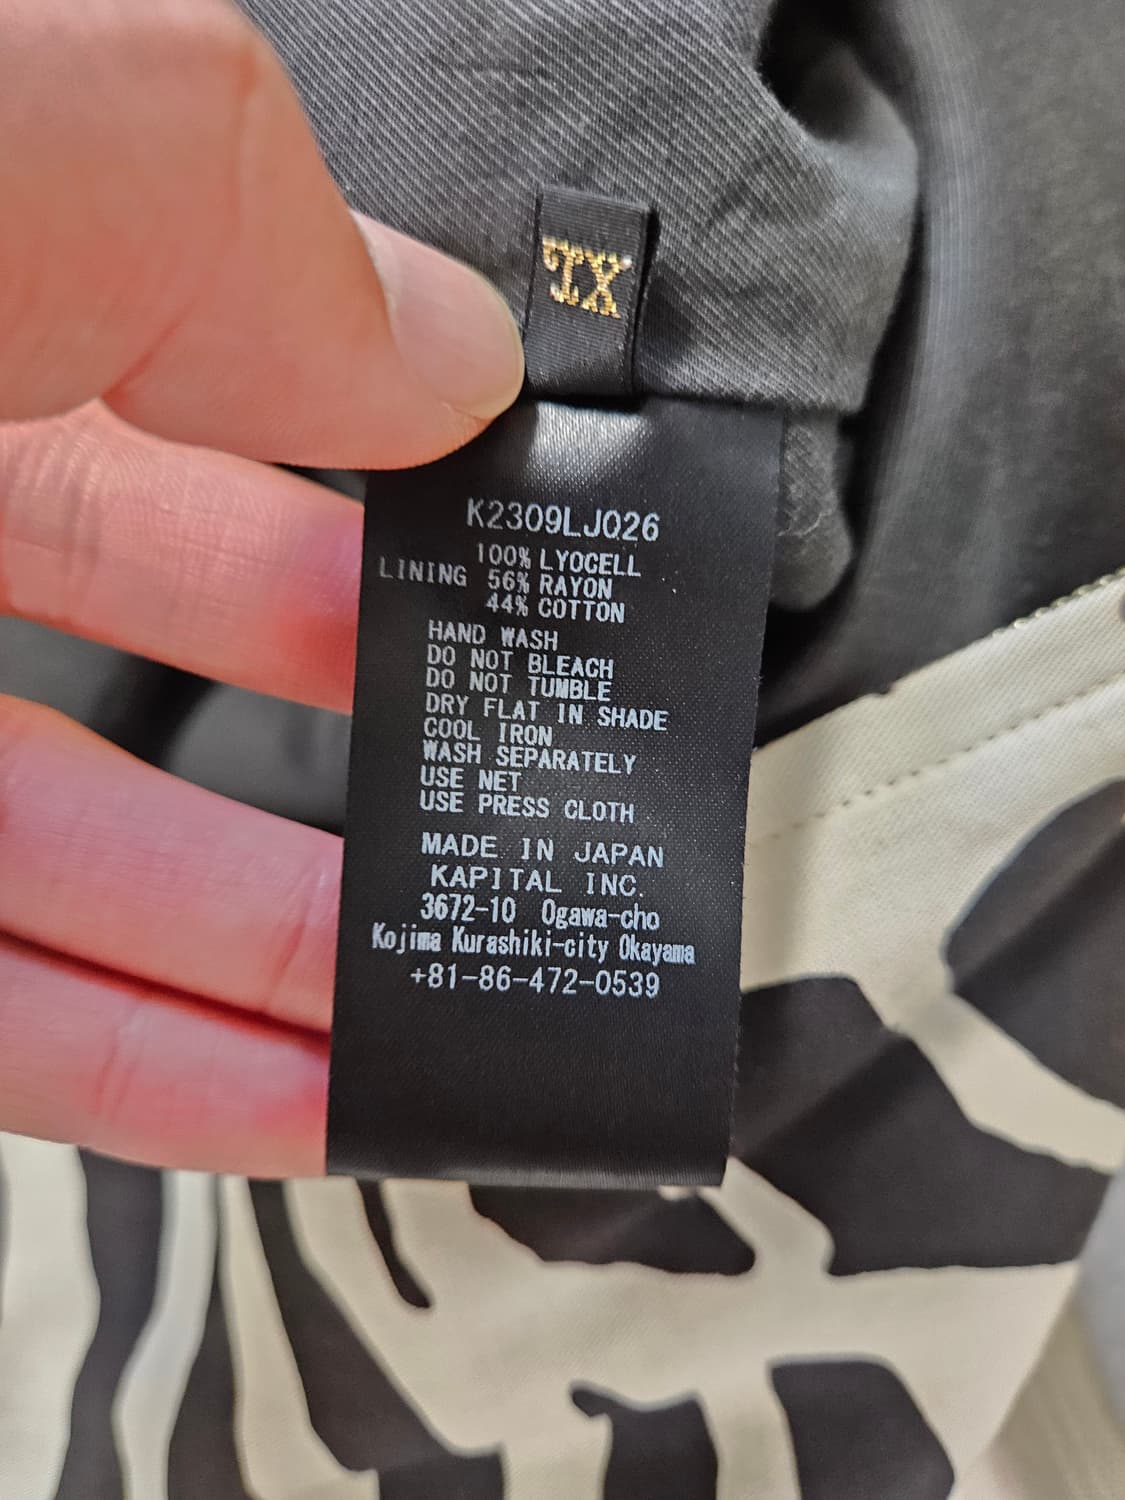 XL
K2309LJ026
100% LYOCELL
LINING 56% RAYON
44% COTTON
HAND WASH
DO NOT BLEACH
DO NOT TUMBLE
DRY FLAT IN SHADE
COOL IRON
WASH SEPARATELY
USE NET
USE PRESS CLOTH
MADE IN JAPAN
KAPITAL INC.
3672-10 Ogawa-cho
Kojima Kurashiki-city Okayama
+81-86-472-0539